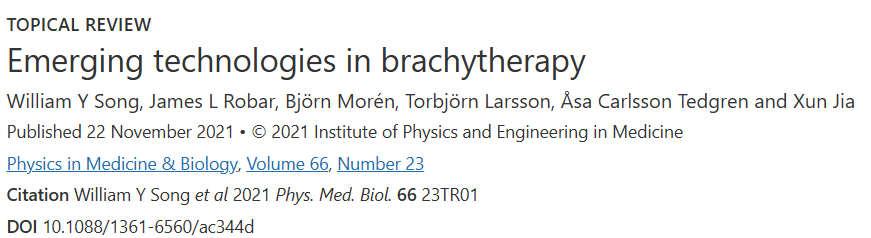 TOPICAL REVIEW
Emerging technologies in brachytherapy
William Y Song, James L Robar, Björn Morén, Torbjörn Larsson, Åsa Carlsson Tedgren and Xun Jia
Published 22 November 2021 • © 2021 Institute of Physics and Engineering in Medicine
Physics in Medicine & Biology, Volume 66, Number 23
Citation William Y Song et al 2021 Phys. Med. Biol. 66 23TR01
DOI 10.1088/1361-6560/ac344d